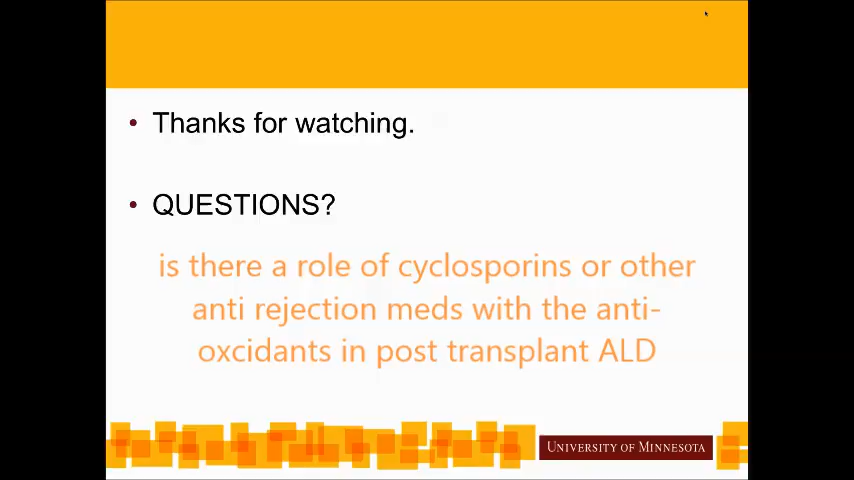 Thanks for watching.
QUESTIONS?
is there a role of cyclosporins or other
anti rejection meds with the anti-
oxcidants in post transplant ALD
UNIVERSITY OF MINNESOTA